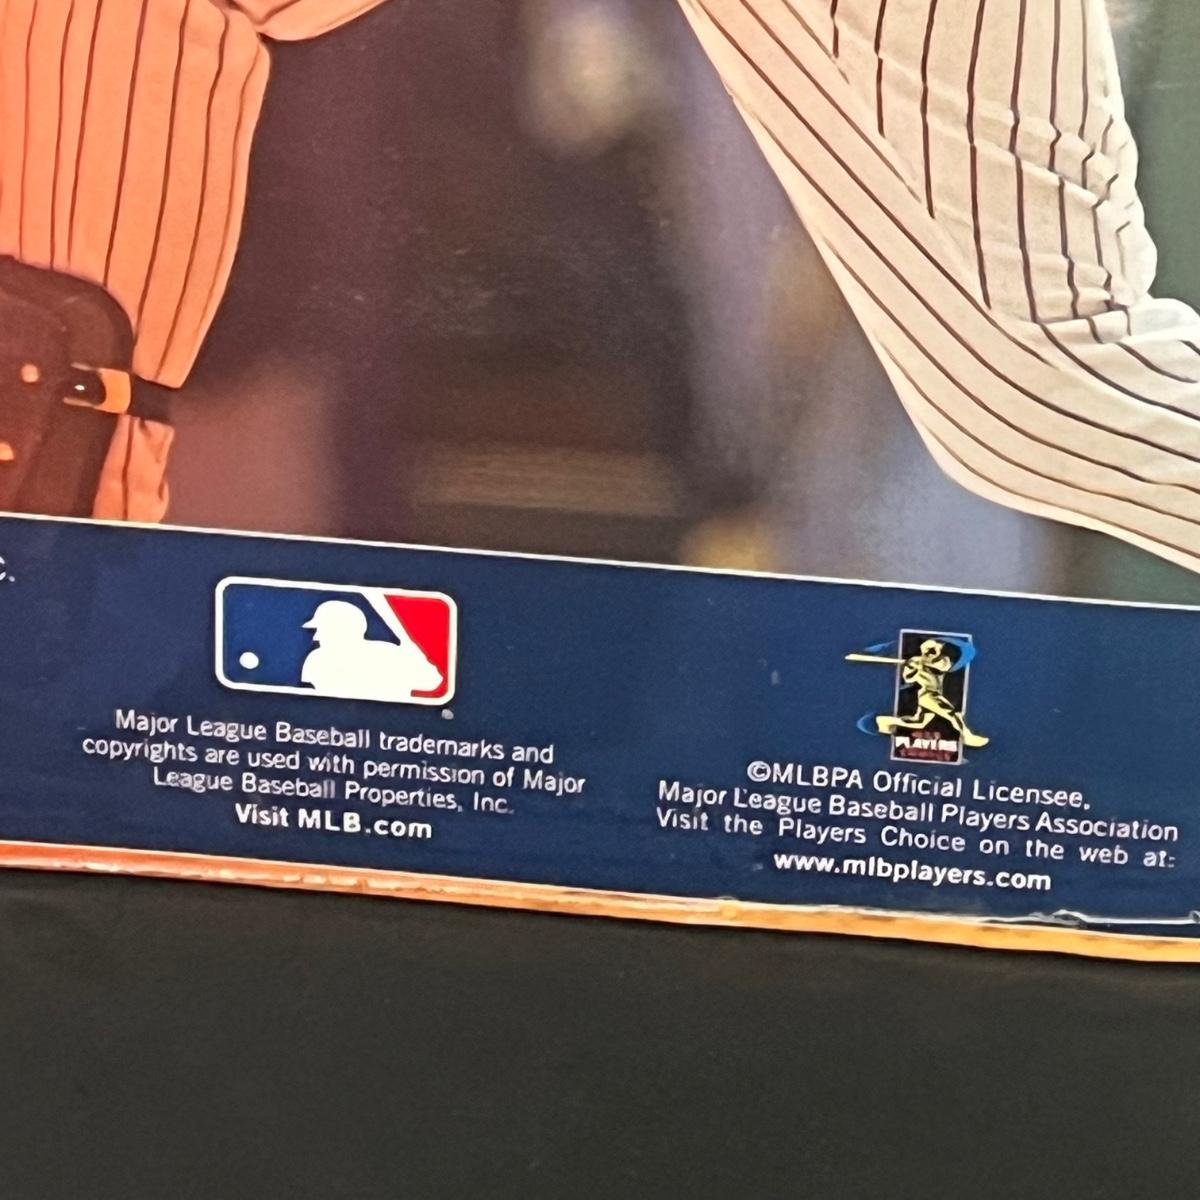 C.
Major League Baseball trademarks and
copyrights are used with permission of Major
League Baseball Properties, Inc.
Visit MLB.com
PLAYERS
©MLBPA Official Licensee.
Major League Baseball Players Association
Visit the Players Choice on the web at:
www.mlbplayers.com